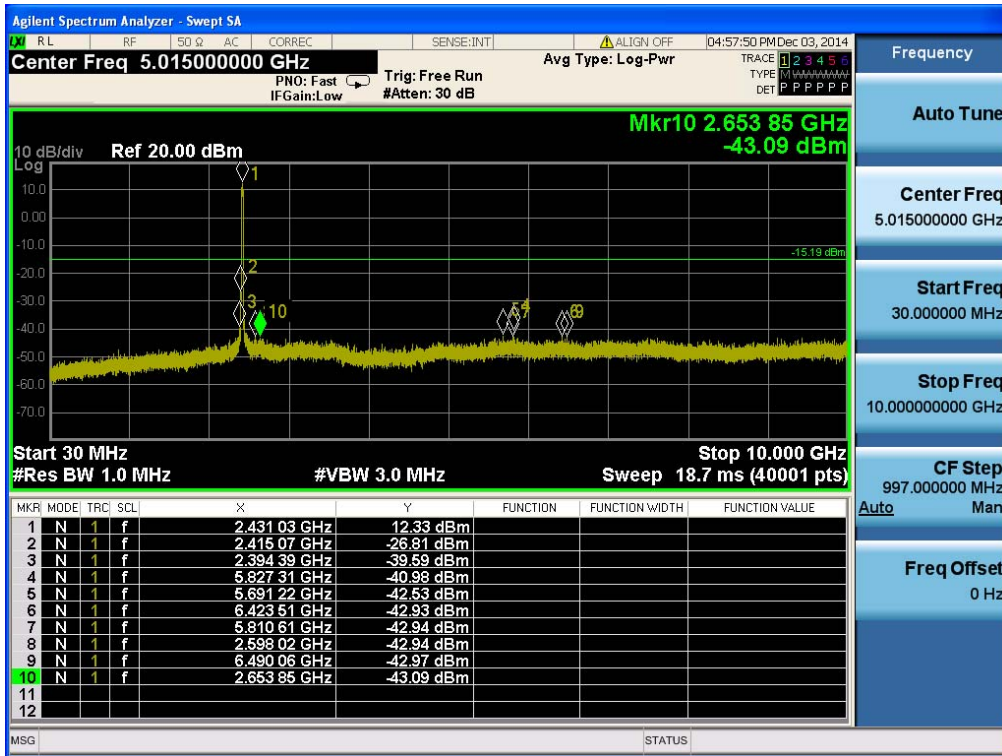 Agilent Spectrum Analyzer - Swept SA
LXI RL RF 50 Ω AC CORREC SENSE:INT ALIGN OFF 04:57:50 PM Dec 03, 2014
Center Freq 5.015000000 GHz
PNO: Fast
IFGain:Low
Trig: Free Run
#Atten: 30 dB
Avg Type: Log-Pwr
TRACE 1 2 3 4 5 6
TYPE M
DET P P P P P P
Mkr10 2.653 85 GHz
-43.09 dBm
10 dB/div Ref 20.00 dBm
Log
10.0
0.00
-10.0
-20.0
-30.0
-40.0
-50.0
-60.0
-70.0
-15.19 dBm
1
2
3
10
Start 30 MHz Stop 10.000 GHz
#Res BW 1.0 MHz #VBW 3.0 MHz Sweep 18.7 ms (40001 pts)
MKR MODE TRC SCL X Y FUNCTION FUNCTION WIDTH FUNCTION VALUE
1 N 1 f 2.431 03 GHz 12.33 dBm
2 N 1 f 2.415 07 GHz -26.81 dBm
3 N 1 f 2.394 39 GHz -39.59 dBm
4 N 1 f 5.827 31 GHz -40.98 dBm
5 N 1 f 5.691 22 GHz -42.53 dBm
6 N 1 f 6.423 51 GHz -42.93 dBm
7 N 1 f 5.810 61 GHz -42.94 dBm
8 N 1 f 2.598 02 GHz -42.94 dBm
9 N 1 f 6.490 06 GHz -42.97 dBm
10 N 1 f 2.653 85 GHz -43.09 dBm
11
12
MSG STATUS
Frequency
Auto Tune
Center Freq
5.015000000 GHz
Start Freq
30.000000 MHz
Stop Freq
10.000000000 GHz
CF Step
997.000000 MHz
Auto Man
Freq Offset
0 Hz